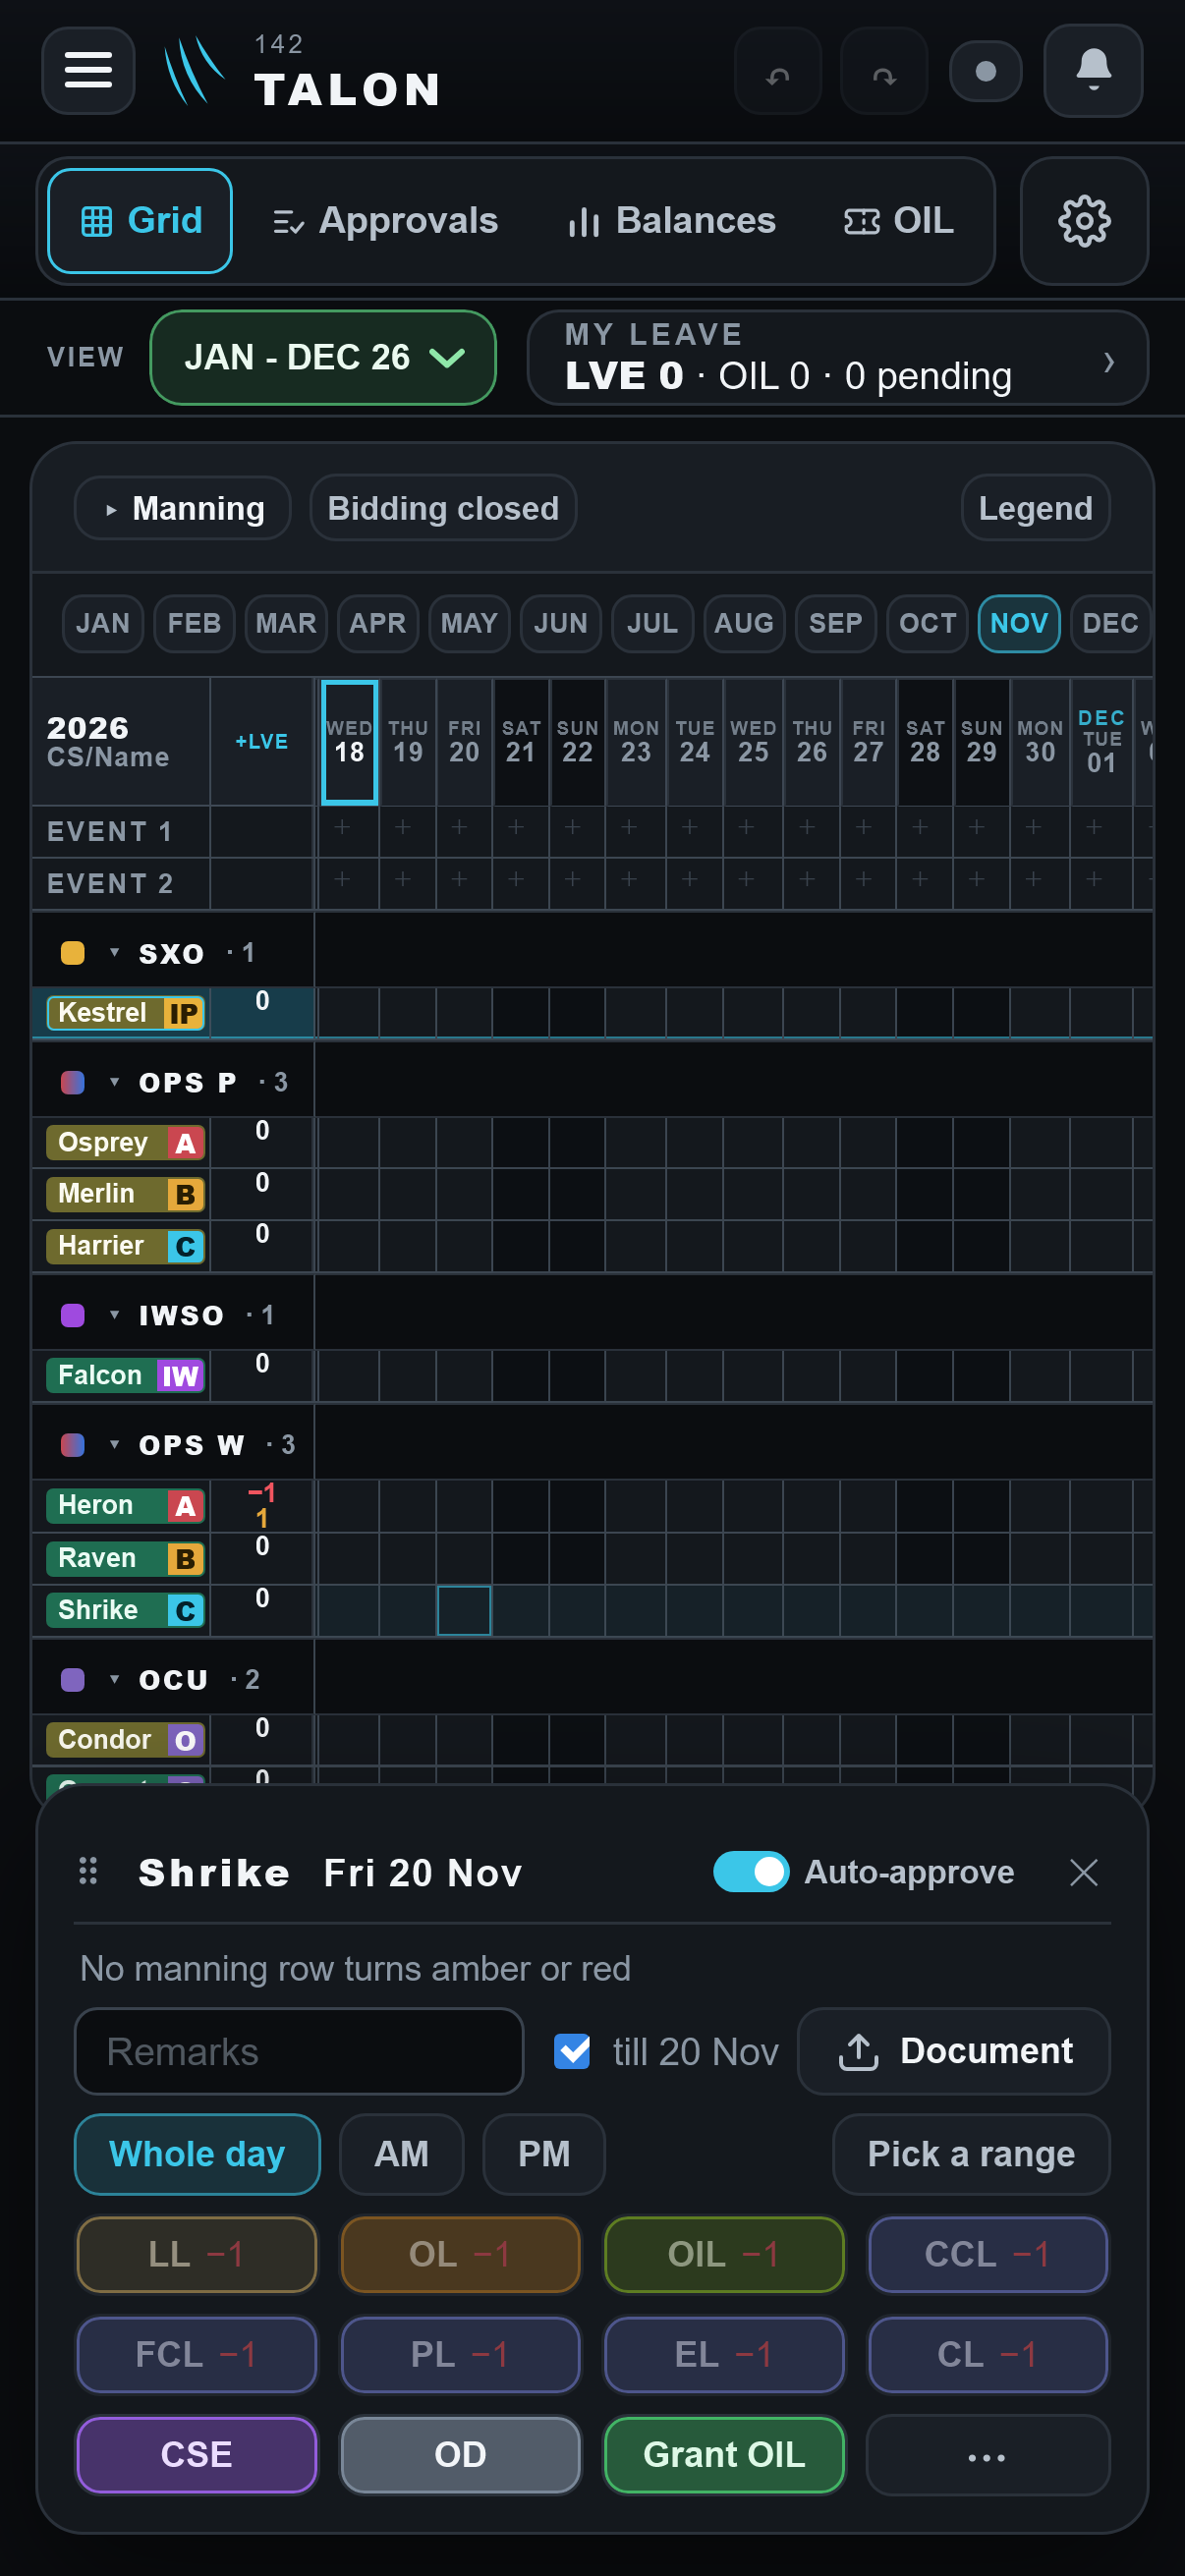 142
TALON
Grid
Approvals
Balances
OIL
VIEW
JAN - DEC 26
MY LEAVE
LVE 0 · OIL 0 · 0 pending
Manning
Bidding closed
Legend
JAN FEB MAR APR MAY JUN JUL AUG SEP OCT NOV DEC
2026
CS/Name
+LVE
WED 18
THU 19
FRI 20
SAT 21
SUN 22
MON 23
TUE 24
WED 25
THU 26
FRI 27
SAT 28
SUN 29
MON 30
DEC TUE 01
EVENT 1 + + + + + + + + + + + + + +
EVENT 2 + + + + + + + + + + + + + +
SXO · 1
Kestrel IP 0
OPS P · 3
Osprey A 0
Merlin B 0
Harrier C 0
IWSO · 1
Falcon IW 0
OPS W · 3
Heron A −1 1
Raven B 0
Shrike C 0
OCU · 2
Condor O 0
0
Shrike Fri 20 Nov
Auto-approve
No manning row turns amber or red
Remarks
till 20 Nov
Document
Whole day
AM
PM
Pick a range
LL −1
OL −1
OIL −1
CCL −1
FCL −1
PL −1
EL −1
CL −1
CSE
OD
Grant OIL
...